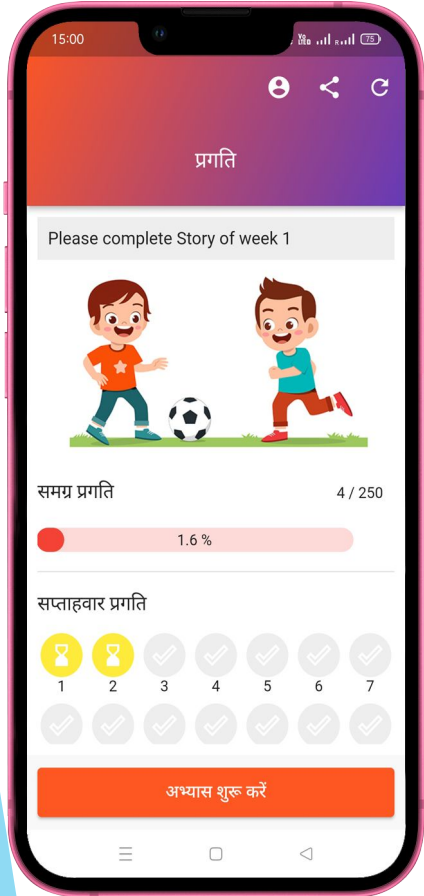 15:00
75
प्रगति
Please complete Story of week 1
समग्र प्रगति 4 / 250
1.6 %
सप्ताहवार प्रगति
1 2 3 4 5 6 7
अभ्यास शुरू करें